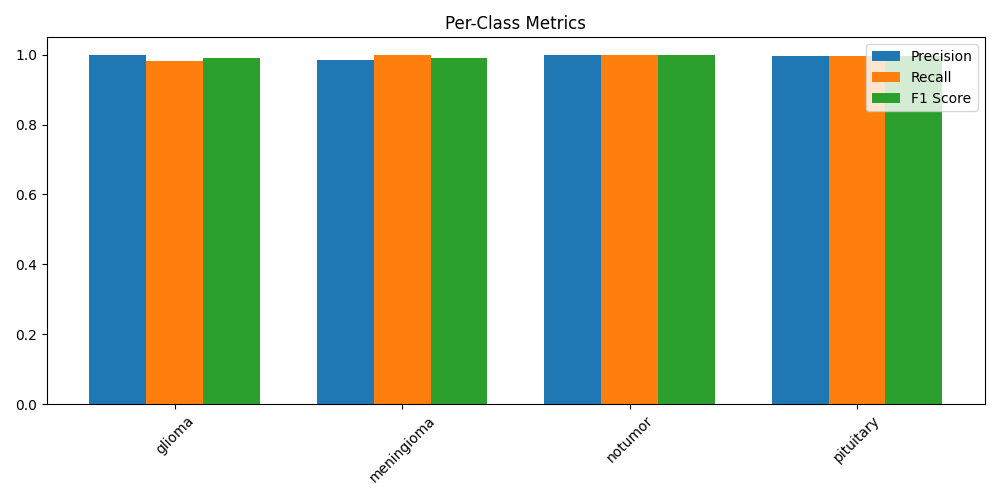 Per-Class Metrics
1.0
0.8
0.6
0.4
0.2
0.0
Precision
Recall
F1 Score
glioma
meningioma
notumor
pituitary